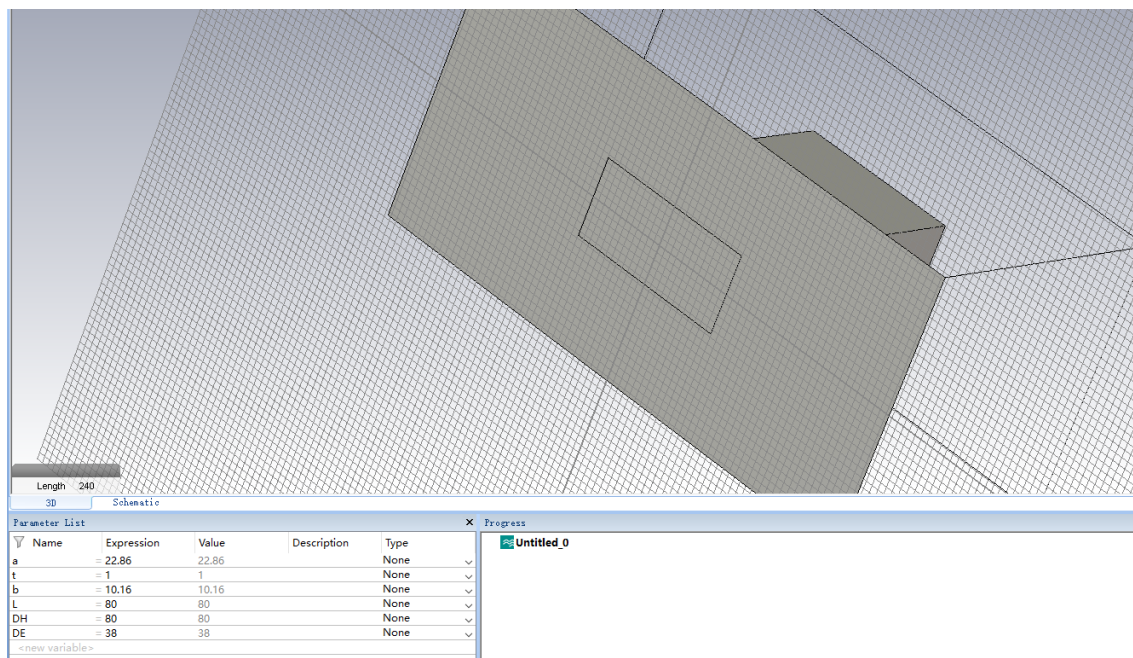 Length 240
3D Schematic
Parameter List × Progress
Name Expression Value Description Type
a = 22.86 22.86 None
t = 1 1 None
b = 10.16 10.16 None
L = 80 80 None
DH = 80 80 None
DE = 38 38 None
<new variable>
Untitled_0